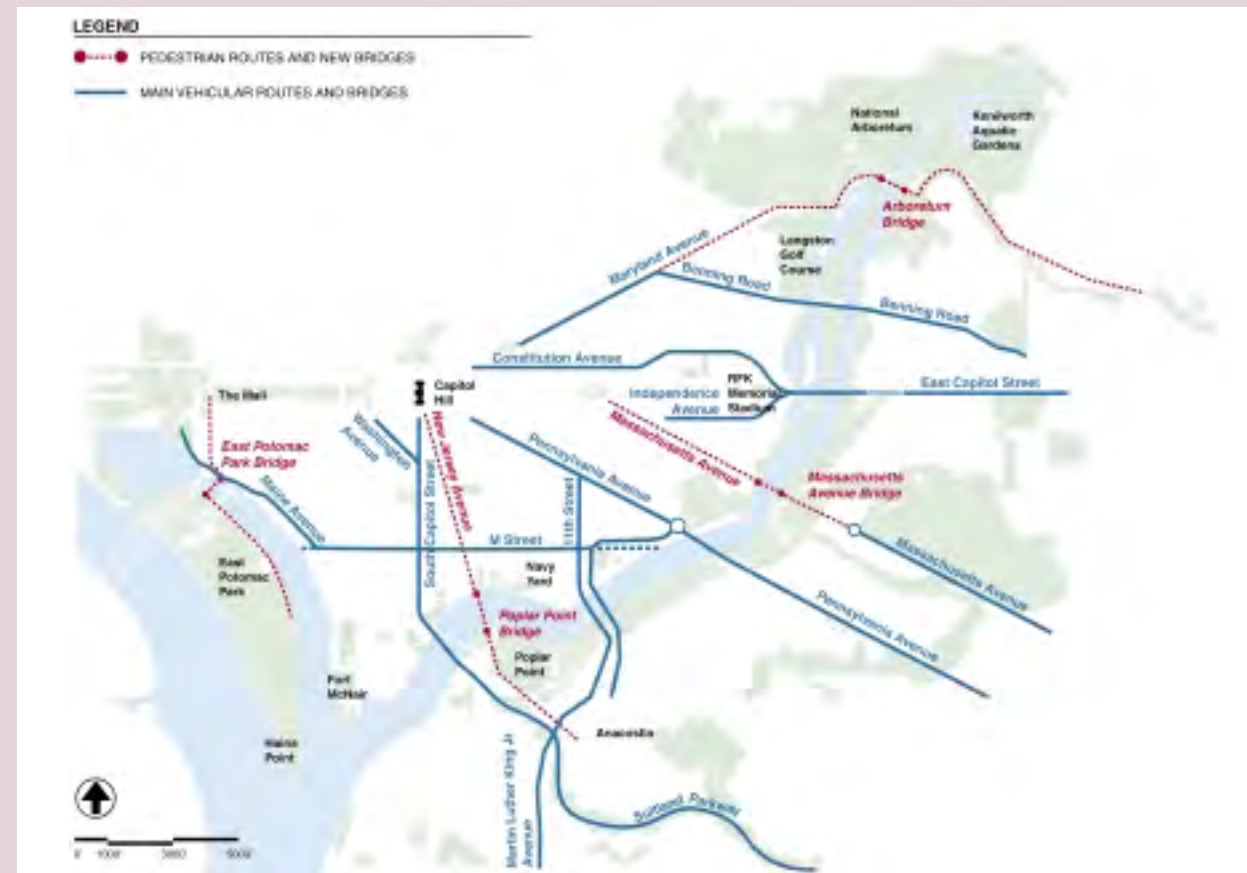 LEGEND
PEDESTRIAN ROUTES AND NEW BRIDGES
MAIN VEHICULAR ROUTES AND BRIDGES
National
Arboretum
Kenilworth
Aquatic
Gardens
Arboretum
Bridge
Langston
Golf
Course
Maryland Avenue
Benning Road
Benning Road
Constitution Avenue
Independence
Avenue
RFK
Memorial
Stadium
East Capitol Street
The Mall
Capitol
Hill
Washington
Avenue
East Potomac
Park Bridge
Maine Avenue
South Capitol Street
New Jersey Avenue
Pennsylvania Avenue
11th Street
Massachusetts Avenue
Massachusetts
Avenue Bridge
M Street
Navy
Yard
Massachusetts Avenue
Pennsylvania Avenue
East
Potomac
Park
Poplar Point
Bridge
Poplar
Point
Fort
McNair
Hains
Point
Anacostia
Martin Luther King Jr
Avenue
Suitland Parkway
0 1000 3000 5000